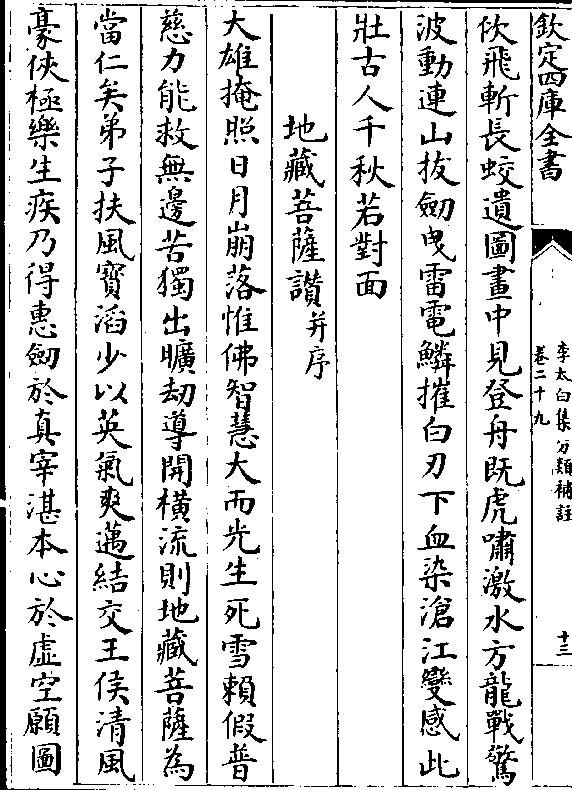 欽定四庫全書
李太白集分類補註
卷二十九
十三
佽飛斬長蛟遺圖畫中見登舟既虎嘯激水方龍戰驚
波動連山拔劒曳雷電鱗摧白刃下血染滄江變感此
壯古人千秋若對面
地藏菩薩讚并序
大雄掩照日月崩落惟佛智慧大而光生死雪賴假普
慈力能救無邊苦獨出曠劫導開横流則地藏菩薩為
當仁矣弟子扶風竇滔少以英氣爽邁結交王侯清風
豪俠極樂生疾乃得惠劒於真宰湛本心於虛空願圖